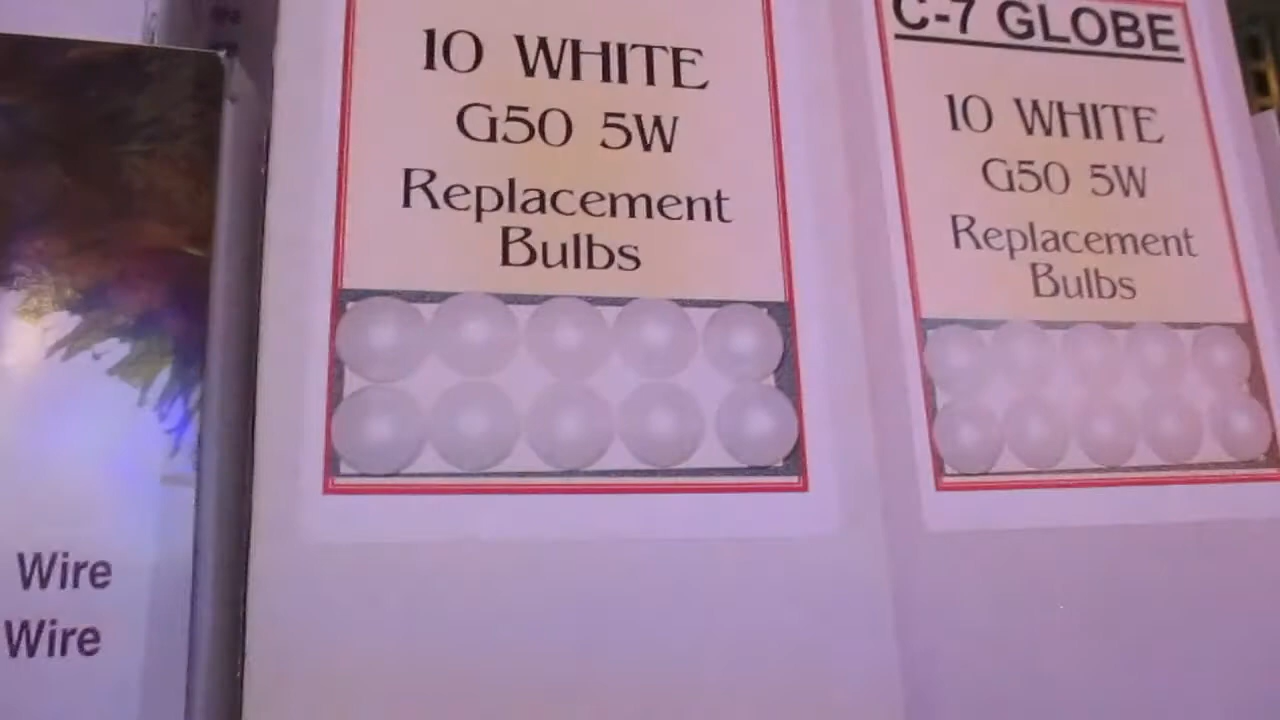 10 WHITE
G50 5W
Replacement
Bulbs
C-7 GLOBE
10 WHITE
G50 5W
Replacement
Bulbs
Wire
Wire